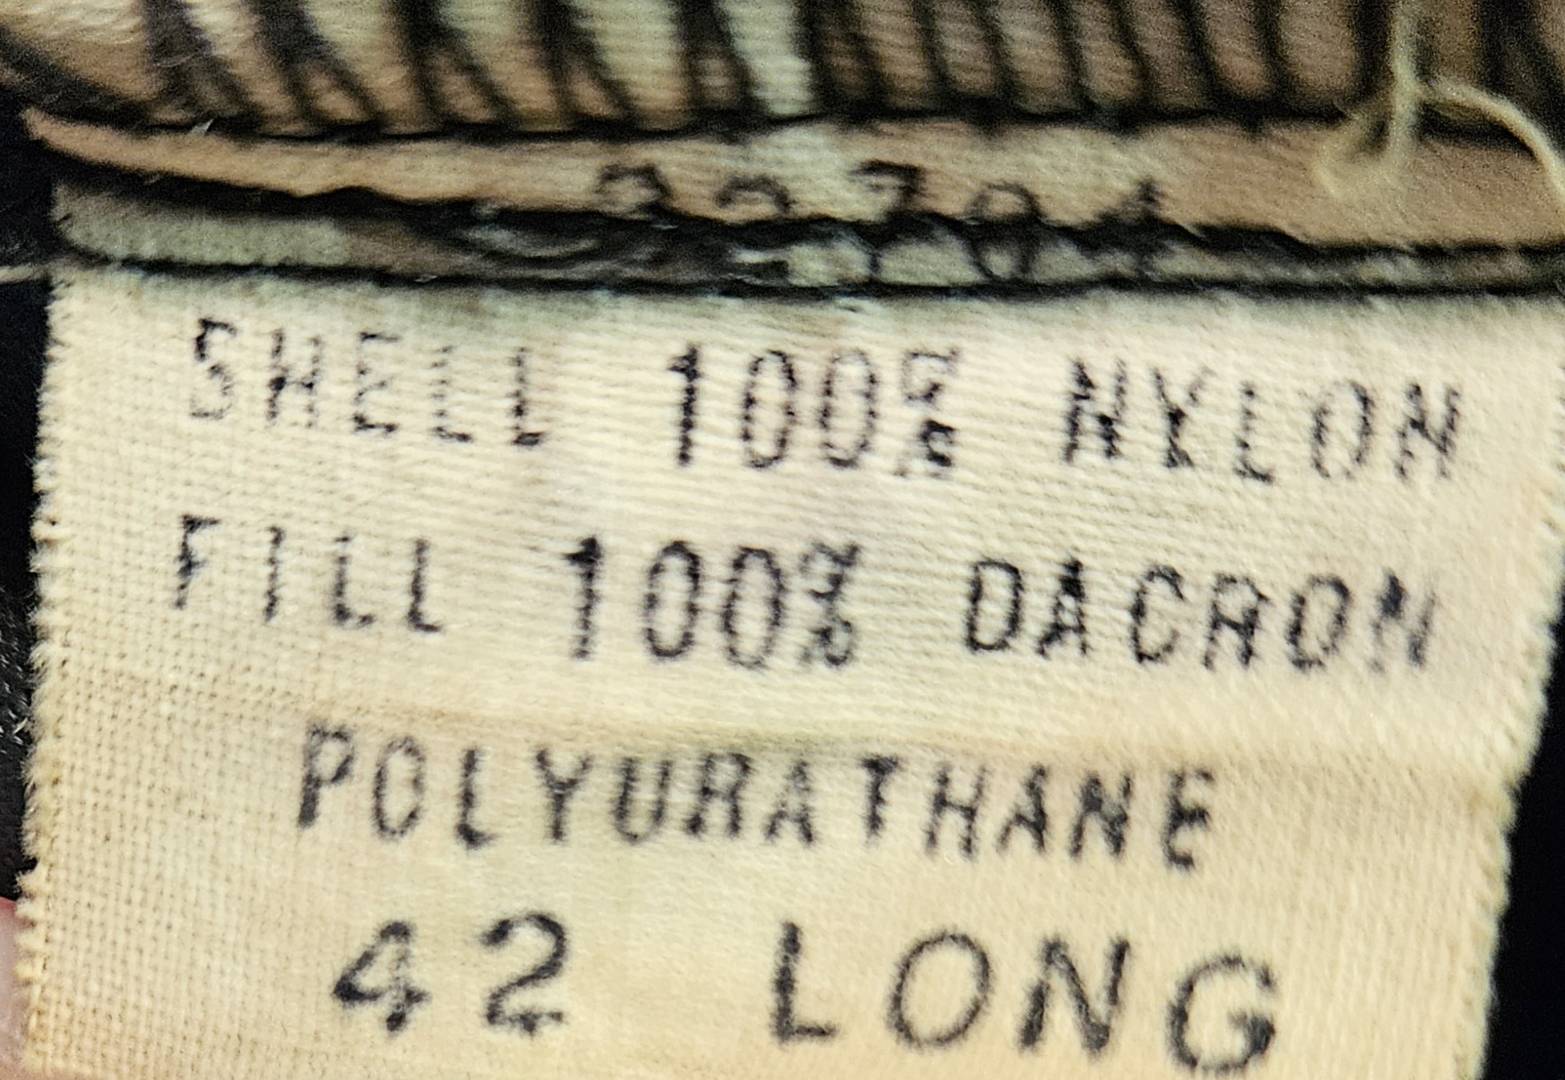 SHELL 100% NYLON
FILL 100% DACRON
POLYURATHANE
42 LONG